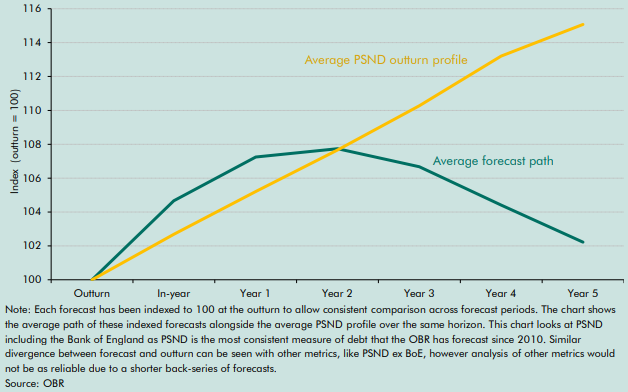 116
114
112
110
108
106
104
102
100
Index (outturn = 100)
Average PSND outturn profile
Average forecast path
Outturn In-year Year 1 Year 2 Year 3 Year 4 Year 5
Note: Each forecast has been indexed to 100 at the outturn to allow consistent comparison across forecast periods. The chart shows
the average path of these indexed forecasts alongside the average PSND profile over the same horizon. This chart looks at PSND
including the Bank of England as PSND is the most consistent measure of debt that the OBR has forecast since 2010. Similar
divergence between forecast and outturn can be seen with other metrics, like PSND ex BoE, however analysis of other metrics would
not be as reliable due to a shorter back-series of forecasts.
Source: OBR